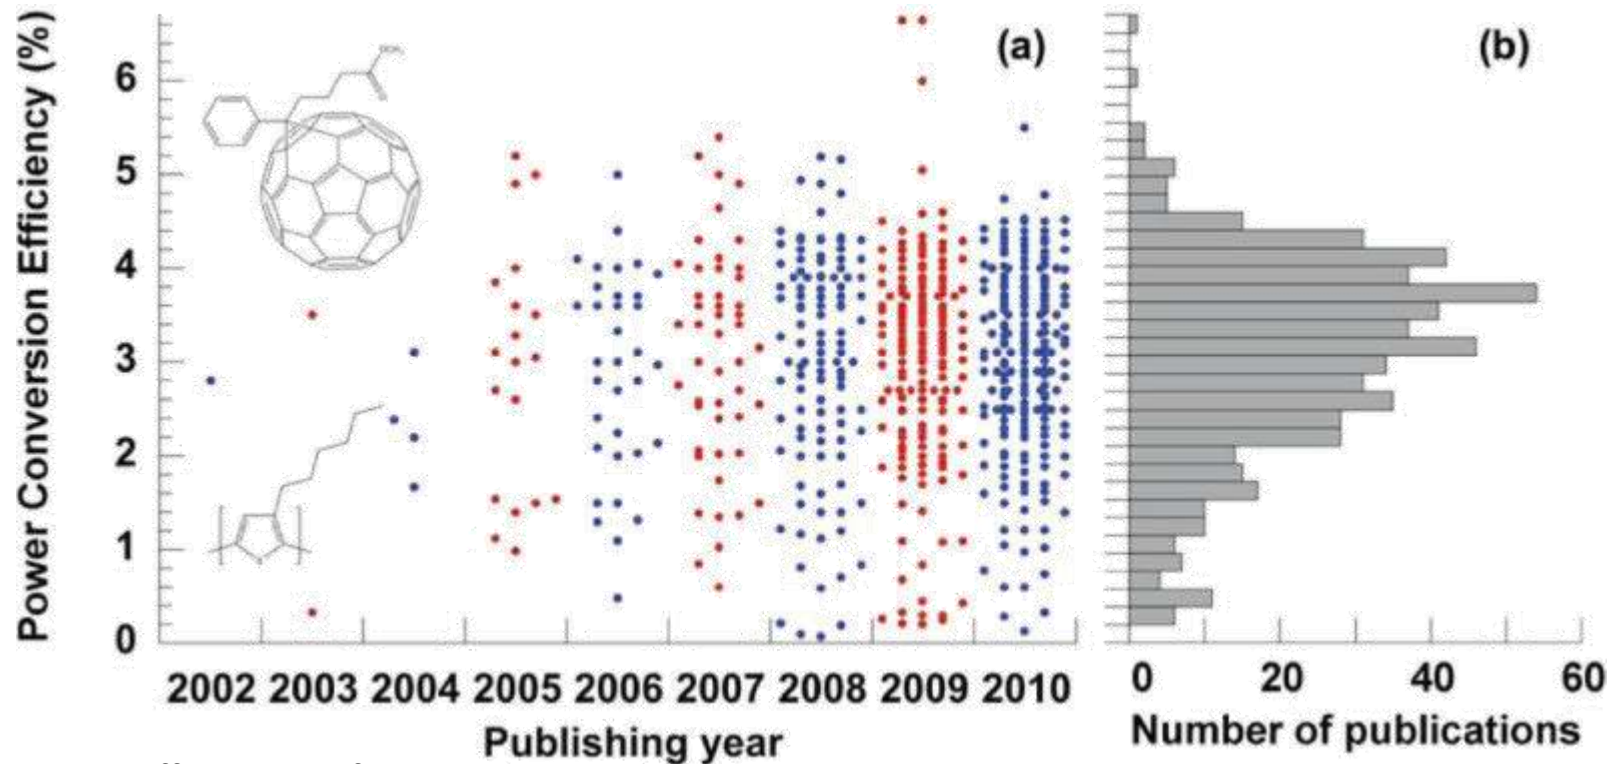 Power Conversion Efficiency (%)
6
5
4
3
2
1
0
(a)
2002 2003 2004 2005 2006 2007 2008 2009 2010
Publishing year
(b)
0 20 40 60
Number of publications